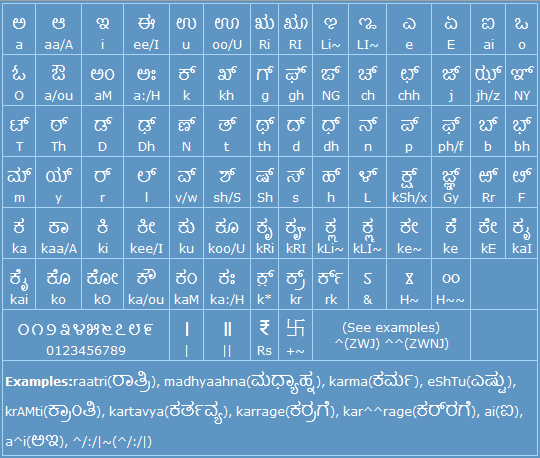 ಅ ಆ ಇ ಈ ಉ ಊ ಋ ೠ ಌ ೡ ಎ ಏ ಐ ಒ
a aa/A i ee/I u oo/U Ri RI Li~ LI~ e E ai o
ಓ ಔ ಅಂ ಅಃ ಕ್ ಖ್ ಗ್ ಘ್ ಙ್ ಚ್ ಛ್ ಜ್ ಝ್ ಞ್
O a/ou aM a:/H k kh g gh NG ch chh j jh/z NY
ಟ್ ಠ್ ಡ್ ಢ್ ಣ್ ತ್ ಥ್ ದ್ ಧ್ ನ್ ಪ್ ಫ್ ಬ್ ಭ್
T Th D Dh N t th d dh n p ph/f b bh
ಮ್ ಯ್ ರ್ ಲ್ ವ್ ಶ್ ಷ್ ಸ್ ಹ್ ಳ್ ಕ್ಷ್ ಜ್ಞ್ ಱ್ ೞ್
m y r l v/w sh/S Sh s h L kSh/x Gy Rr F
ಕ ಕಾ ಕಿ ಕೀ ಕು ಕೂ ಕೃ ಕೄ ಕೢ ಕೣ ಕೇ ಕೆ ಕೇ ಕೃ
ka kaa/A ki kee/I ku koo/U kRi kRI kLi~ kLI~ ke~ ke kE kaI
ಕೈ ಕೊ ಕೋ ಕೌ ಕಂ ಕಃ ಕ಼್ ಕ್ರ್ ರ್ಕ್ ಽ ೱ ೦೦
kai ko kO ka/ou kaM ka:/H k* kr rk & H~ H~~
೦೧೨೩೪೫೬೭೮೯ । ॥ ₹ 卐 (See examples)
0123456789 | || Rs +~ ^(ZWJ) ^^(ZWNJ)
Examples:raatri(ರಾತ್ರಿ), madhyaahna(ಮಧ್ಯಾಹ್ನ), karma(ಕರ್ಮ), eShTu(ಎಷ್ಟು),
krAMti(ಕ್ರಾಂತಿ), kartavya(ಕರ್ತವ್ಯ), karrage(ಕರ್ರಗೆ), kar^^rage(ಕರ್‌ರಗೆ), ai(ಐ),
a^i(ಅಇ), ^/:/|~(^/:/|)